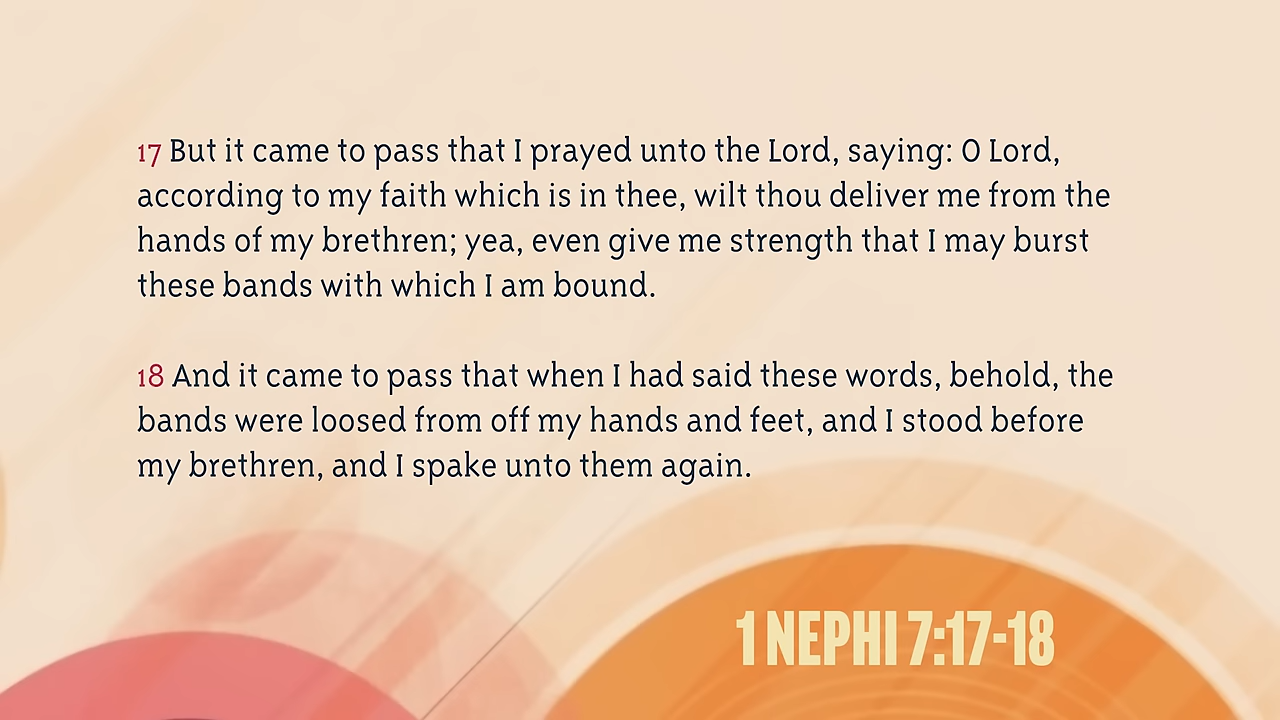 17 But it came to pass that I prayed unto the Lord, saying: O Lord,
according to my faith which is in thee, wilt thou deliver me from the
hands of my brethren; yea, even give me strength that I may burst
these bands with which I am bound.
18 And it came to pass that when I had said these words, behold, the
bands were loosed from off my hands and feet, and I stood before
my brethren, and I spake unto them again.
1 NEPHI 7:17-18